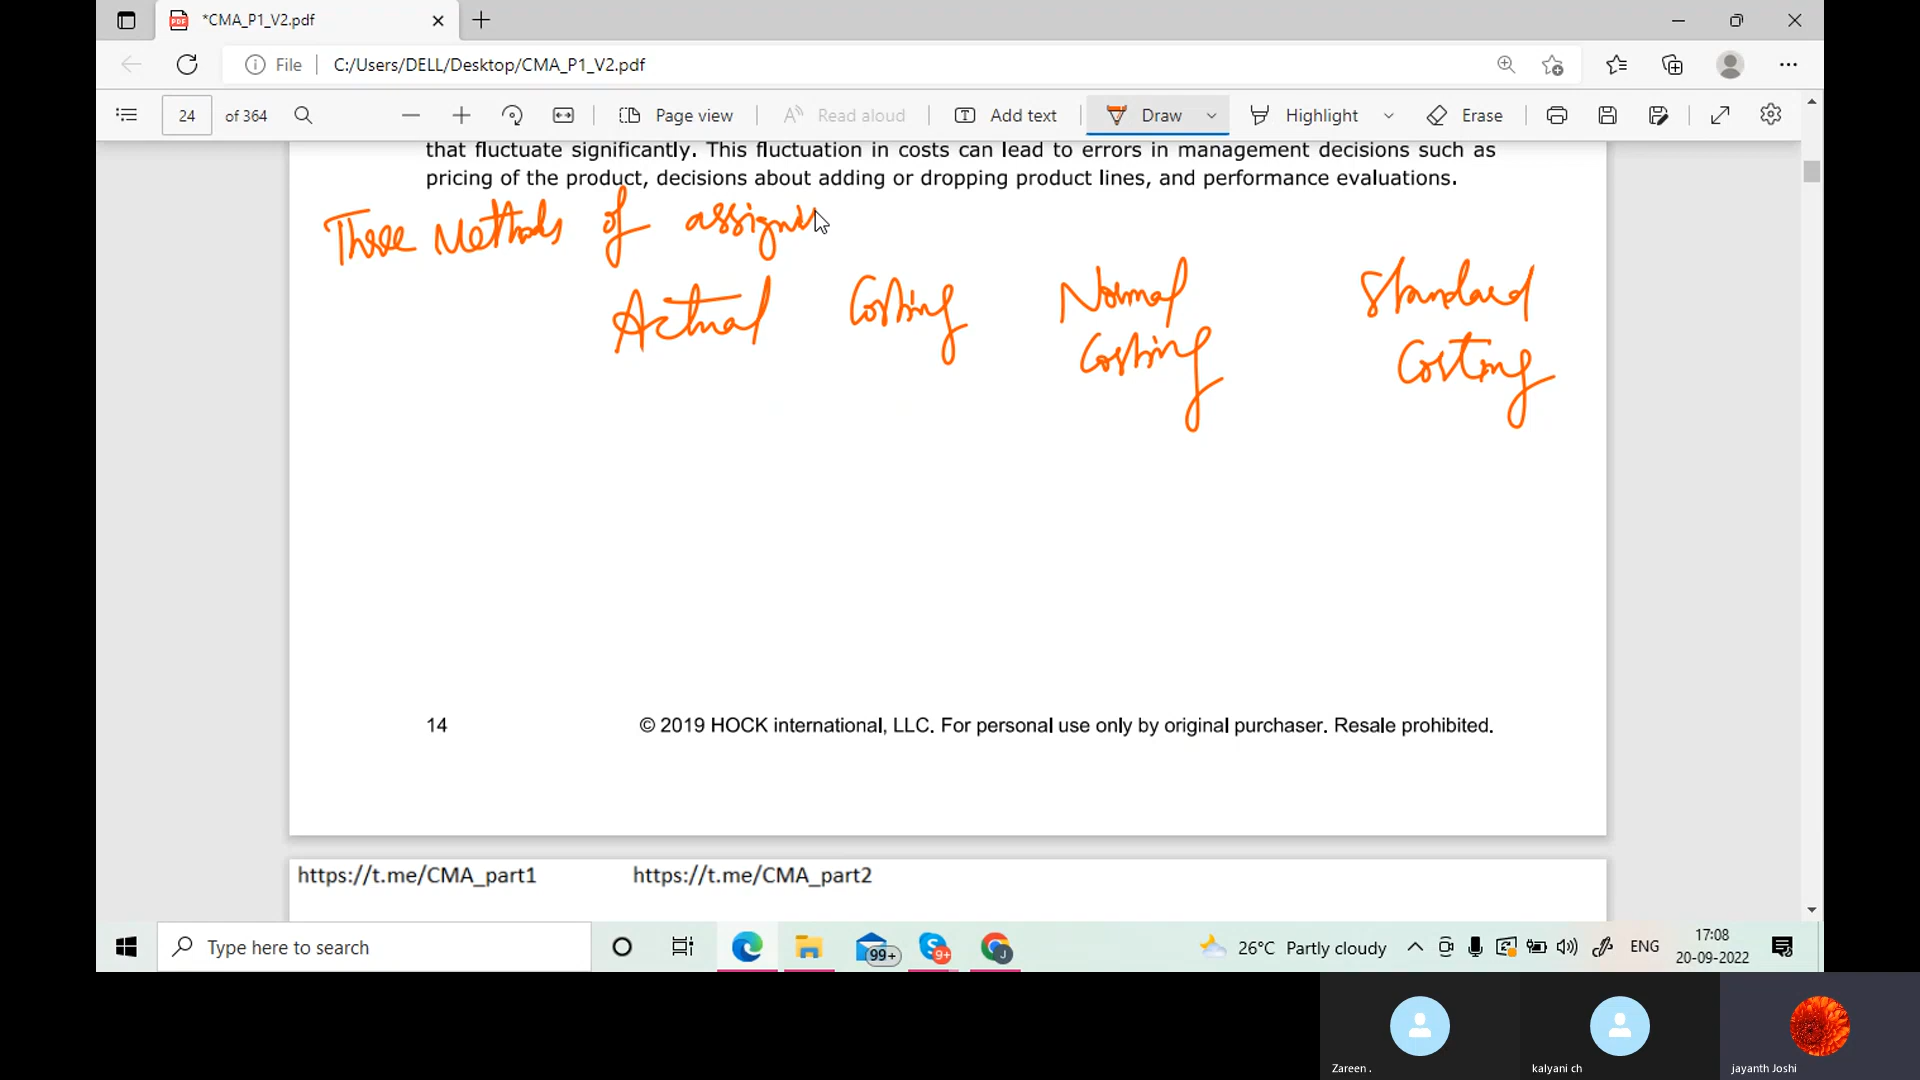 *CMA_P1_V2.pdf
File C:/Users/DELL/Desktop/CMA_P1_V2.pdf
24 of 364 Page view Read aloud Add text Draw Highlight Erase
that fluctuate significantly. This fluctuation in costs can lead to errors in management decisions such as
pricing of the product, decisions about adding or dropping product lines, and performance evaluations.
Three Methods of assigni
Actual Costing Normal Standard
Costing Costing
14 © 2019 HOCK international, LLC. For personal use only by original purchaser. Resale prohibited.
https://t.me/CMA_part1 https://t.me/CMA_part2
Type here to search 99+ 9+ J 26°C Partly cloudy ENG 17:08
20-09-2022
Zareen . kalyani ch jayanth Joshi